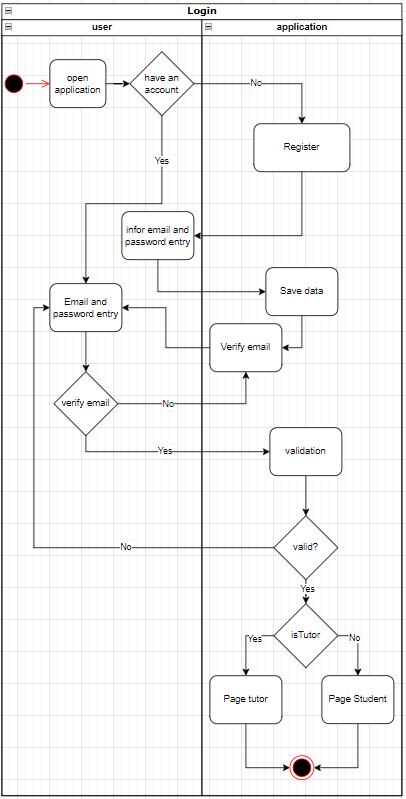 Login
user
application
open
application
have an
account
No
Register
Yes
infor email and
password entry
Save data
Email and
password entry
Verify email
verify email
No
Yes
validation
No
valid?
Yes
isTutor
Yes
No
Page tutor
Page Student